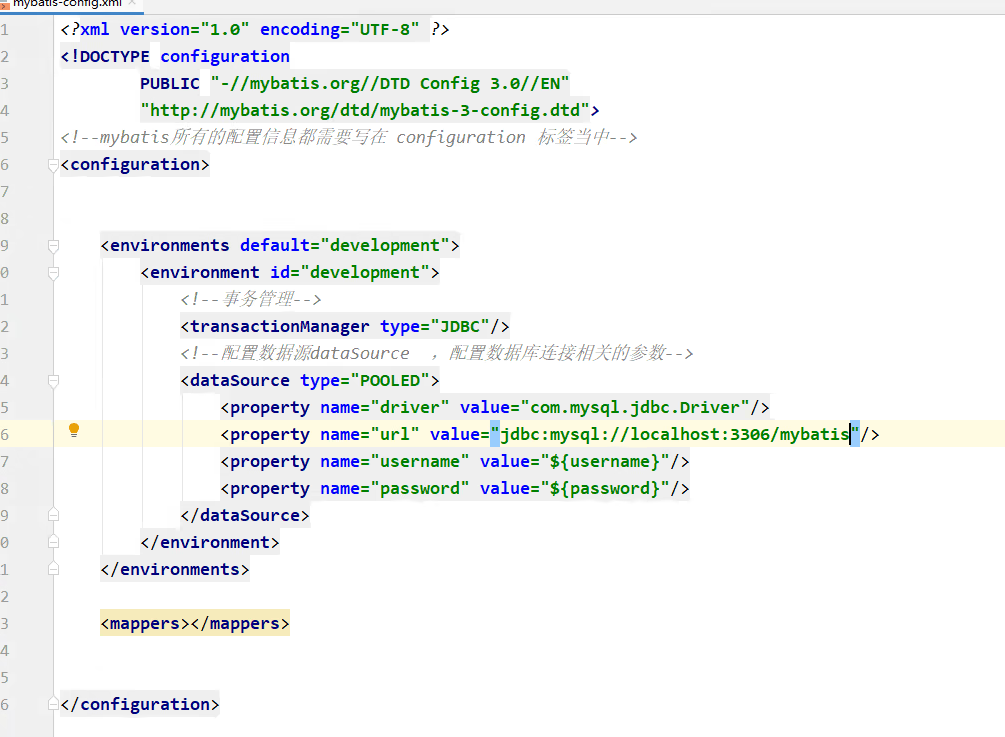 mybatis-config.xml
1 <?xml version="1.0" encoding="UTF-8" ?>
2 <!DOCTYPE configuration
3 PUBLIC "-//mybatis.org//DTD Config 3.0//EN"
4 "http://mybatis.org/dtd/mybatis-3-config.dtd">
5 <!--mybatis所有的配置信息都需要写在 configuration 标签当中-->
6 <configuration>
7
8
9 <environments default="development">
0 <environment id="development">
1 <!--事务管理-->
2 <transactionManager type="JDBC"/>
3 <!--配置数据源dataSource ，配置数据库连接相关的参数-->
4 <dataSource type="POOLED">
5 <property name="driver" value="com.mysql.jdbc.Driver"/>
6 <property name="url" value="jdbc:mysql://localhost:3306/mybatis"/>
7 <property name="username" value="${username}"/>
8 <property name="password" value="${password}"/>
9 </dataSource>
0 </environment>
1 </environments>
2
3 <mappers></mappers>
4
5
6 </configuration>